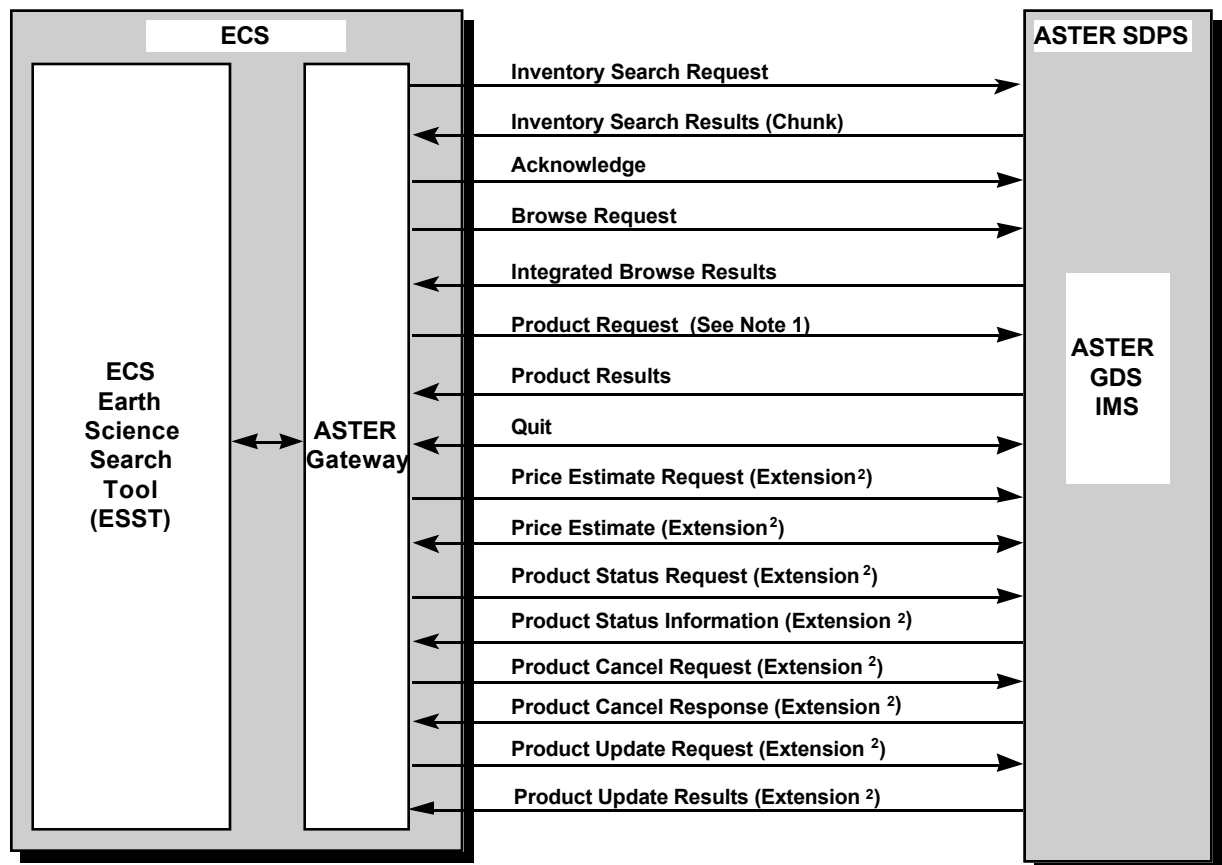 ECS
ASTER SDPS
Inventory Search Request
Inventory Search Results (Chunk)
Acknowledge
Browse Request
Integrated Browse Results
Product Request (See Note 1)
Product Results
Quit
Price Estimate Request (Extension²)
Price Estimate (Extension²)
Product Status Request (Extension ²)
Product Status Information (Extension ²)
Product Cancel Request (Extension ²)
Product Cancel Response (Extension ²)
Product Update Request (Extension ²)
Product Update Results (Extension ²)
ECS
Earth
Science
Search
Tool
(ESST)
ASTER
Gateway
ASTER
GDS
IMS